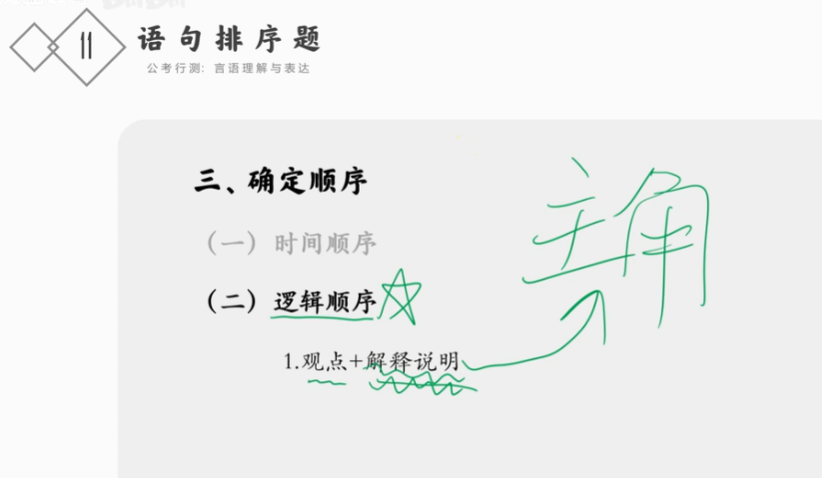 11
语句排序题
公考行测: 言语理解与表达
三、确定顺序
（一）时间顺序
（二）逻辑顺序
1.观点+解释说明
主角